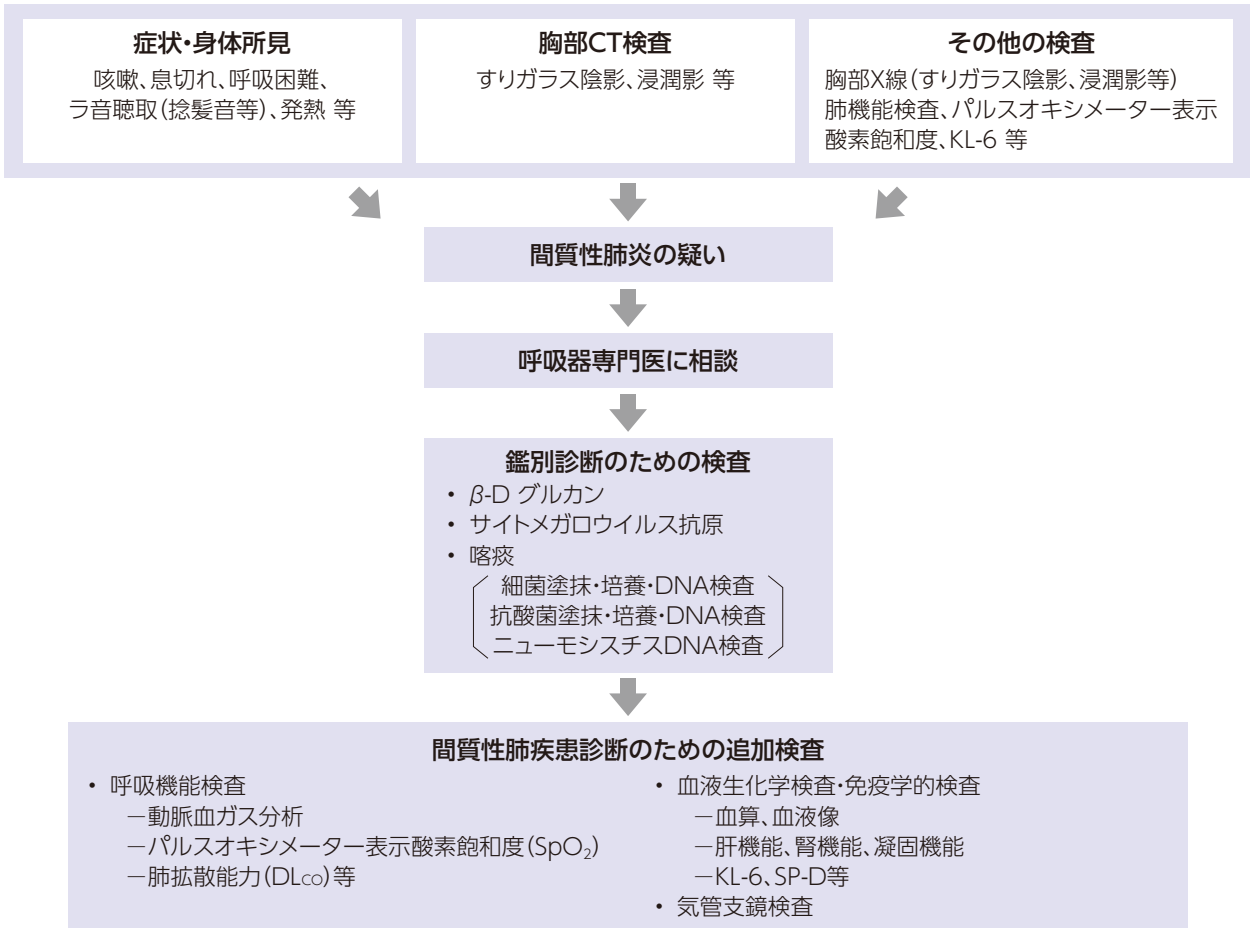 症状・身体所見
咳嗽、息切れ、呼吸困難、
ラ音聴取(捻髪音等)、発熱 等
胸部CT検査
すりガラス陰影、浸潤影 等
その他の検査
胸部X線(すりガラス陰影、浸潤影等)
肺機能検査、パルスオキシメーター表示
酸素飽和度、KL-6 等
間質性肺炎の疑い
呼吸器専門医に相談
鑑別診断のための検査
• β-D グルカン
• サイトメガロウイルス抗原
• 喀痰
細菌塗抹・培養・DNA検査
抗酸菌塗抹・培養・DNA検査
ニューモシスチスDNA検査
間質性肺疾患診断のための追加検査
• 呼吸機能検査
－動脈血ガス分析
－パルスオキシメーター表示酸素飽和度(SpO₂)
－肺拡散能力(DLco)等
• 血液生化学検査・免疫学的検査
－血算、血液像
－肝機能、腎機能、凝固機能
－KL-6、SP-D等
• 気管支鏡検査